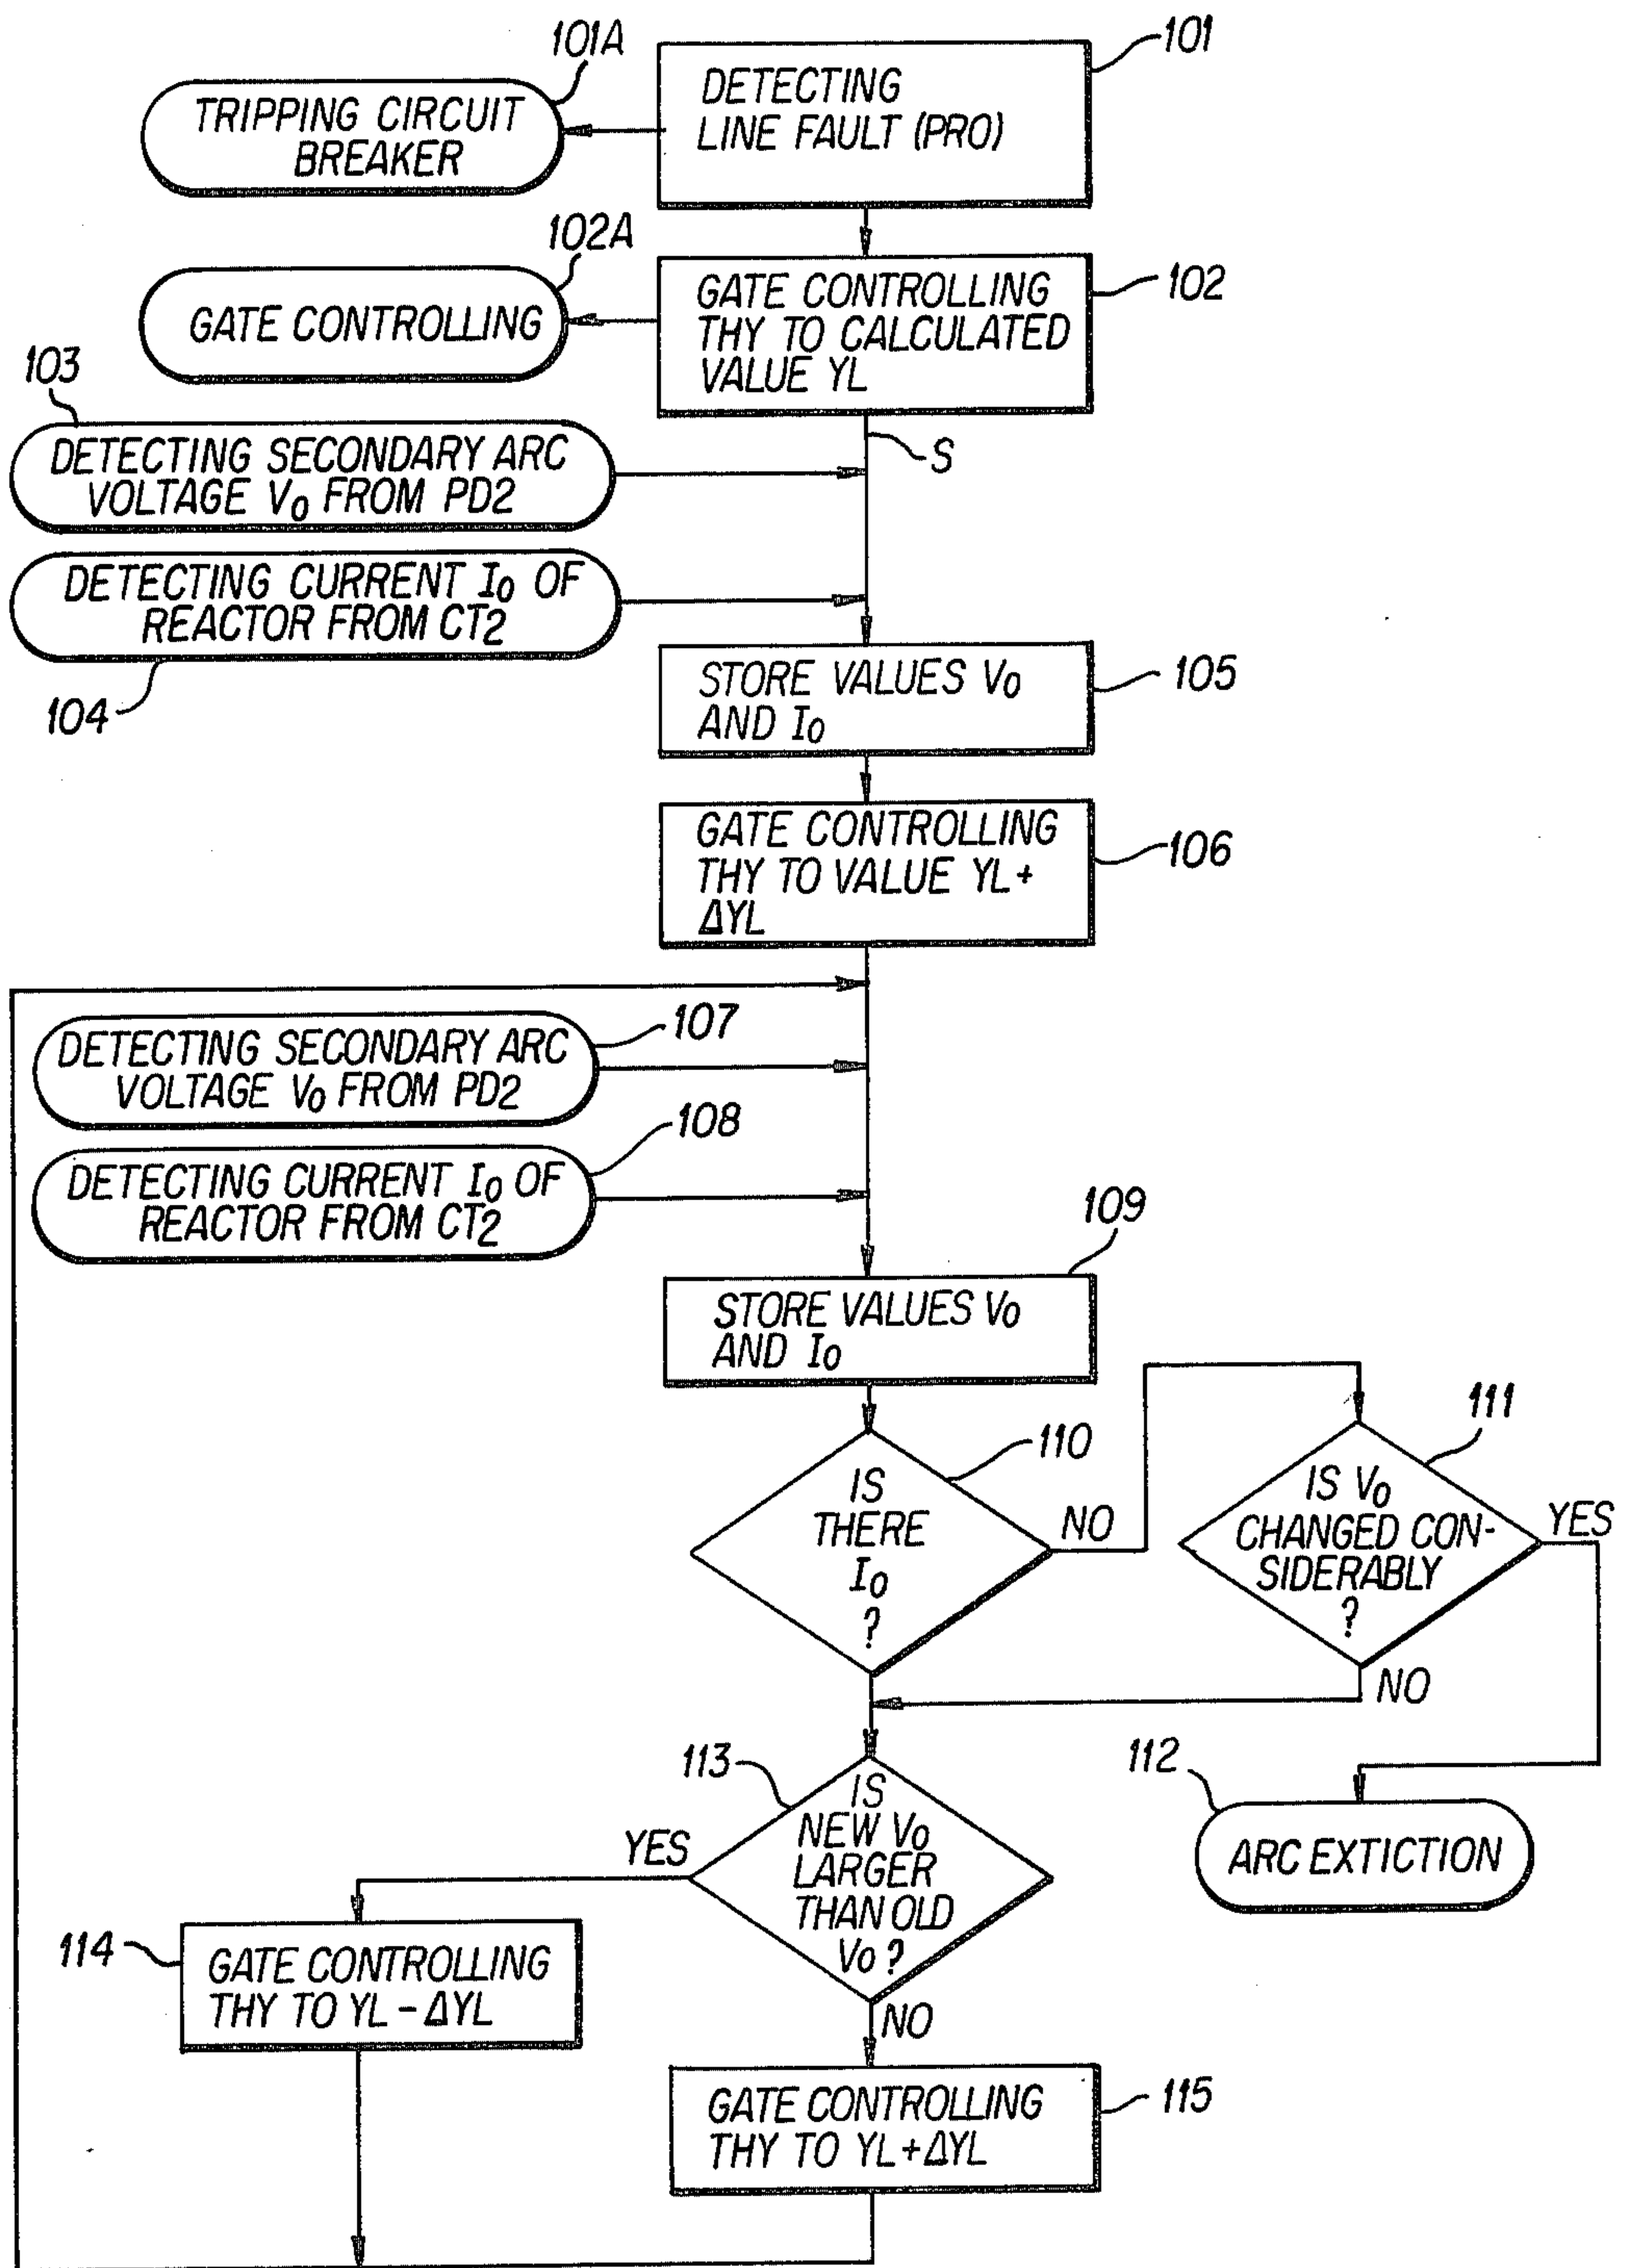 101A
101
TRIPPING CIRCUIT
BREAKER
DETECTING
LINE FAULT (PRO)
102A
102
GATE CONTROLLING
GATE CONTROLLING
THY TO CALCULATED
VALUE YL
103
S
DETECTING SECONDARY ARC
VOLTAGE V0 FROM PD2
DETECTING CURRENT I0 OF
REACTOR FROM CT2
104
STORE VALUES V0
AND I0
105
GATE CONTROLLING
THY TO VALUE YL+
ΔYL
106
107
DETECTING SECONDARY ARC
VOLTAGE V0 FROM PD2
108
DETECTING CURRENT I0 OF
REACTOR FROM CT2
109
STORE VALUES V0
AND I0
110
IS
THERE
I0
?
NO
111
IS V0
CHANGED CON-
SIDERABLY
?
YES
NO
112
ARC EXTICTION
113
IS
NEW V0
LARGER
THAN OLD
V0?
YES
NO
114
GATE CONTROLLING
THY TO YL-ΔYL
115
GATE CONTROLLING
THY TO YL+ΔYL